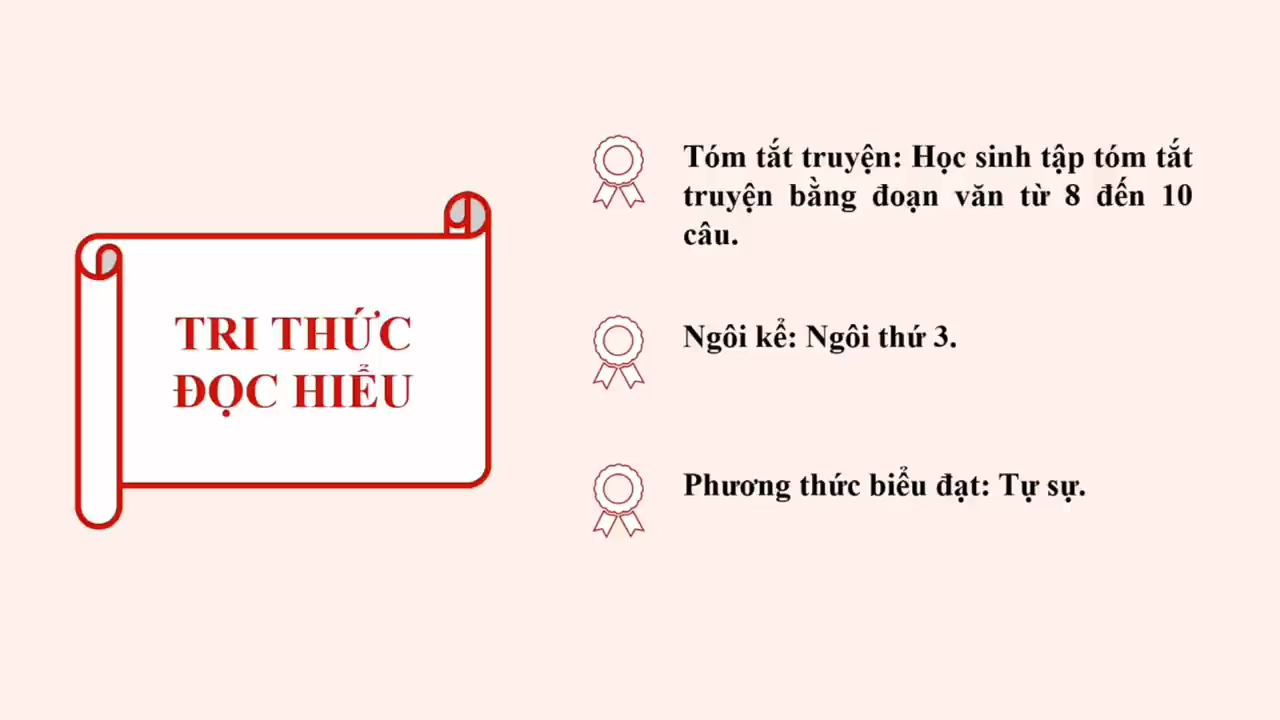 TRI THỨC
ĐỌC HIỂU
Tóm tắt truyện: Học sinh tập tóm tắt
truyện bằng đoạn văn từ 8 đến 10
câu.
Ngôi kể: Ngôi thứ 3.
Phương thức biểu đạt: Tự sự.